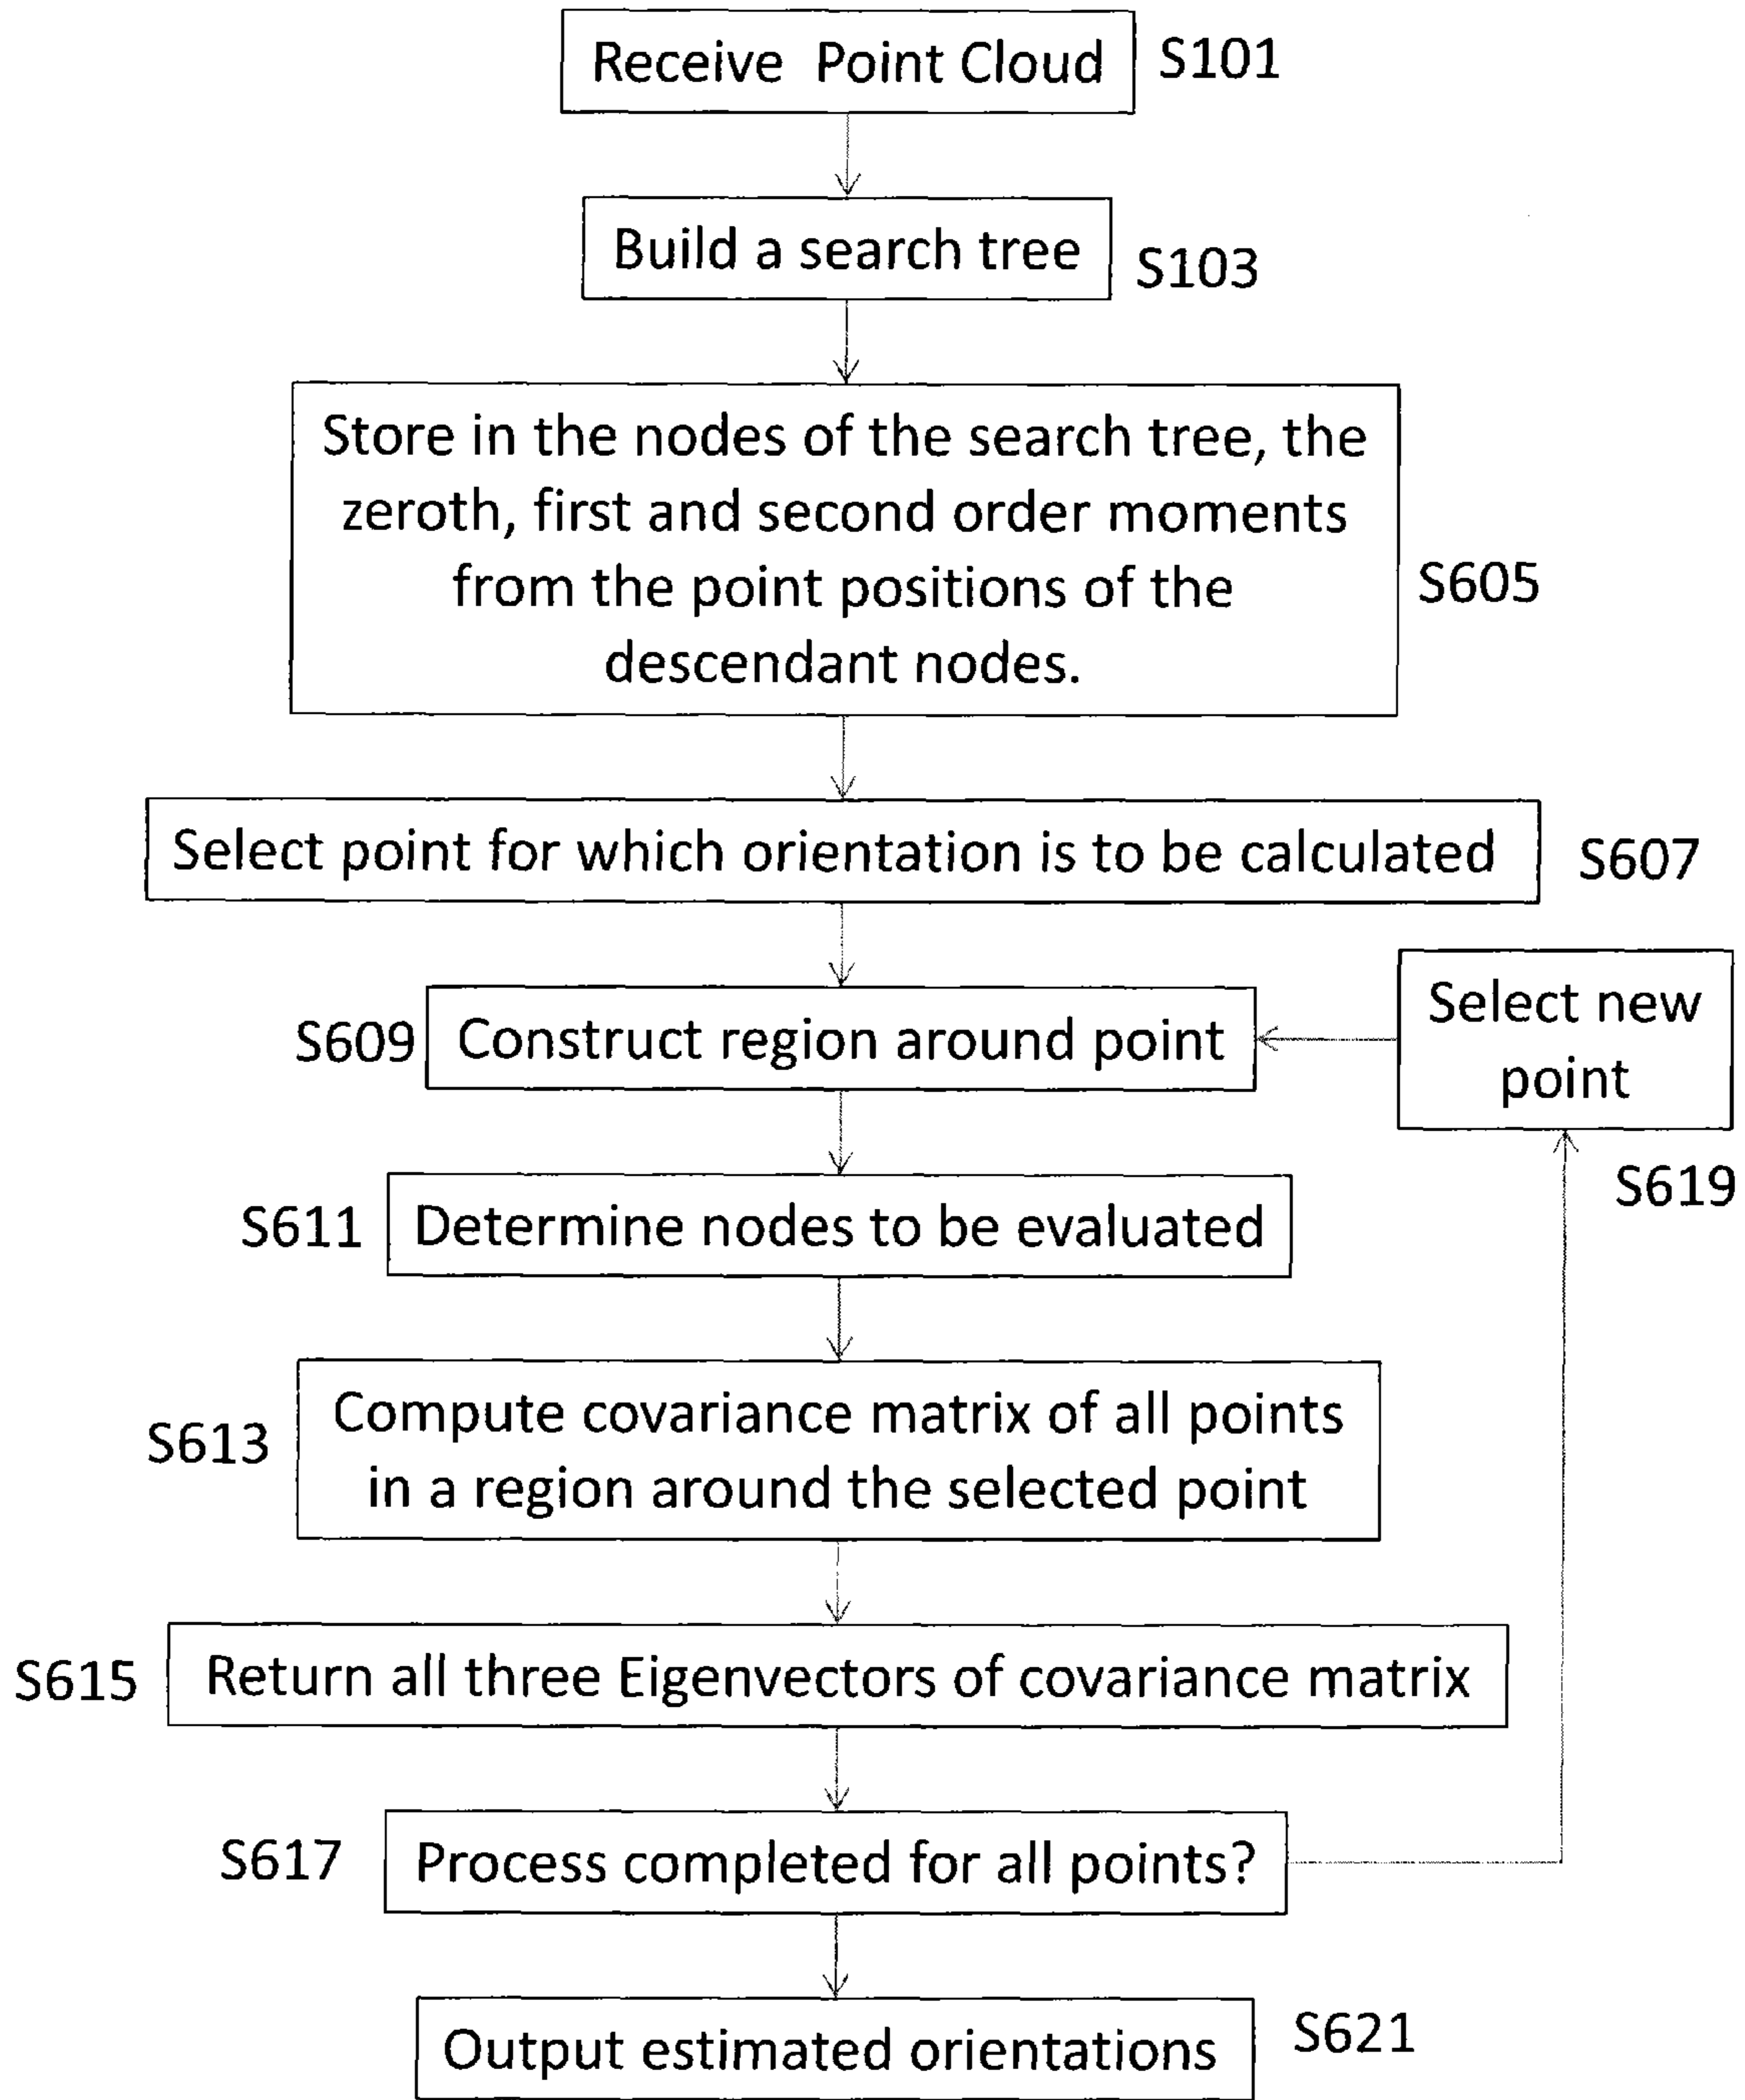 Receive Point Cloud
S101
Build a search tree
S103
Store in the nodes of the search tree, the
zeroth, first and second order moments
from the point positions of the
descendant nodes.
S605
Select point for which orientation is to be calculated
S607
S609
Construct region around point
Select new
point
S619
S611
Determine nodes to be evaluated
S613
Compute covariance matrix of all points
in a region around the selected point
S615
Return all three Eigenvectors of covariance matrix
S617
Process completed for all points?
Output estimated orientations
S621